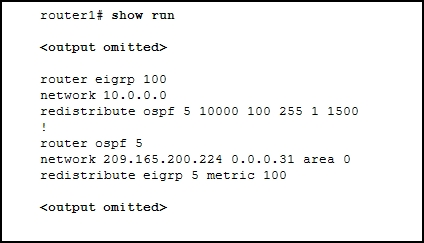 router1# show run
<output omitted>
router eigrp 100
network 10.0.0.0
redistribute ospf 5 10000 100 255 1 1500
!
router ospf 5
network 209.165.200.224 0.0.0.31 area 0
redistribute eigrp 5 metric 100
<output omitted>